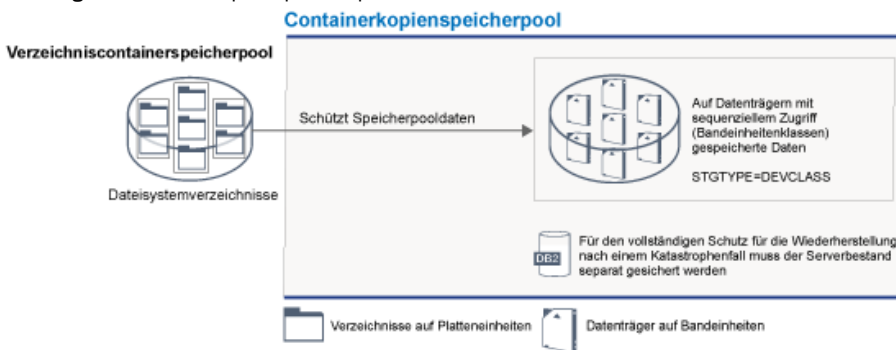 Containerkopienspeicherpool
Verzeichniscontainerspeicherpool
Schützt Speicherpooldaten
Auf Datenträgern mit
sequenziellem Zugriff
(Bandeinheitenklassen)
gespeicherte Daten
STGTYPE=DEVCLASS
Dateisystemverzeichnisse
DB2
Für den vollständigen Schutz für die Wiederherstellung
nach einem Katastrophenfall muss der Serverbestand
separat gesichert werden
Verzeichnisse auf Platteneinheiten
Datenträger auf Bandeinheiten